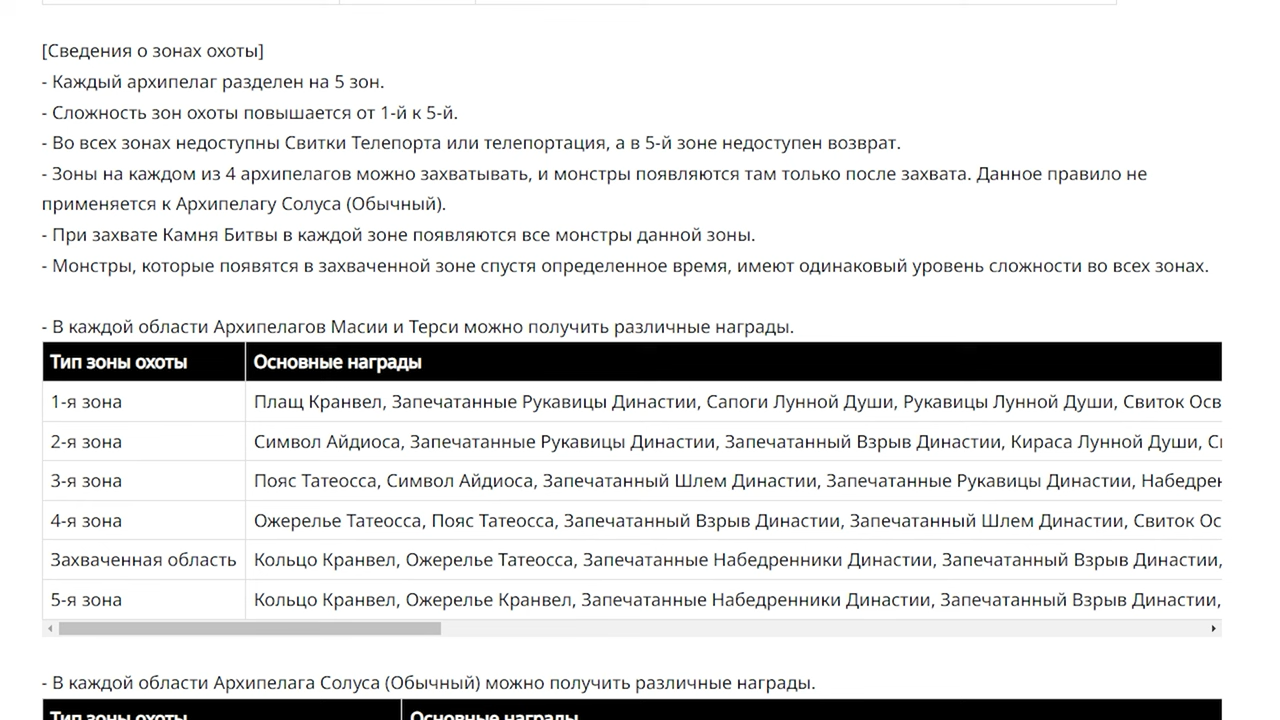 [Сведения о зонах охоты]
- Каждый архипелаг разделен на 5 зон.
- Сложность зон охоты повышается от 1-й к 5-й.
- Во всех зонах недоступны Свитки Телепорта или телепортация, а в 5-й зоне недоступен возврат.
- Зоны на каждом из 4 архипелагов можно захватывать, и монстры появляются там только после захвата. Данное правило не
применяется к Архипелагу Солуса (Обычный).
- При захвате Камня Битвы в каждой зоне появляются все монстры данной зоны.
- Монстры, которые появятся в захваченной зоне спустя определенное время, имеют одинаковый уровень сложности во всех зонах.
- В каждой области Архипелагов Масии и Терси можно получить различные награды.
Тип зоны охоты Основные награды
1-я зона Плащ Кранвел, Запечатанные Рукавицы Династии, Сапоги Лунной Души, Рукавицы Лунной Души, Свиток Осв
2-я зона Символ Айдиоса, Запечатанные Рукавицы Династии, Запечатанный Взрыв Династии, Кираса Лунной Души,
3-я зона Пояс Татеосса, Символ Айдиоса, Запечатанный Шлем Династии, Запечатанные Рукавицы Династии, Набедрен
4-я зона Ожерелье Татеосса, Пояс Татеосса, Запечатанный Взрыв Династии, Запечатанный Шлем Династии, Свиток Ос
Захваченная область Кольцо Кранвел, Ожерелье Татеосса, Запечатанные Набедренники Династии, Запечатанный Взрыв Династии,
5-я зона Кольцо Кранвел, Ожерелье Кранвел, Запечатанные Набедренники Династии, Запечатанный Взрыв Династии,
- В каждой области Архипелага Солуса (Обычный) можно получить различные награды.
Тип зоны охоты Основные награды